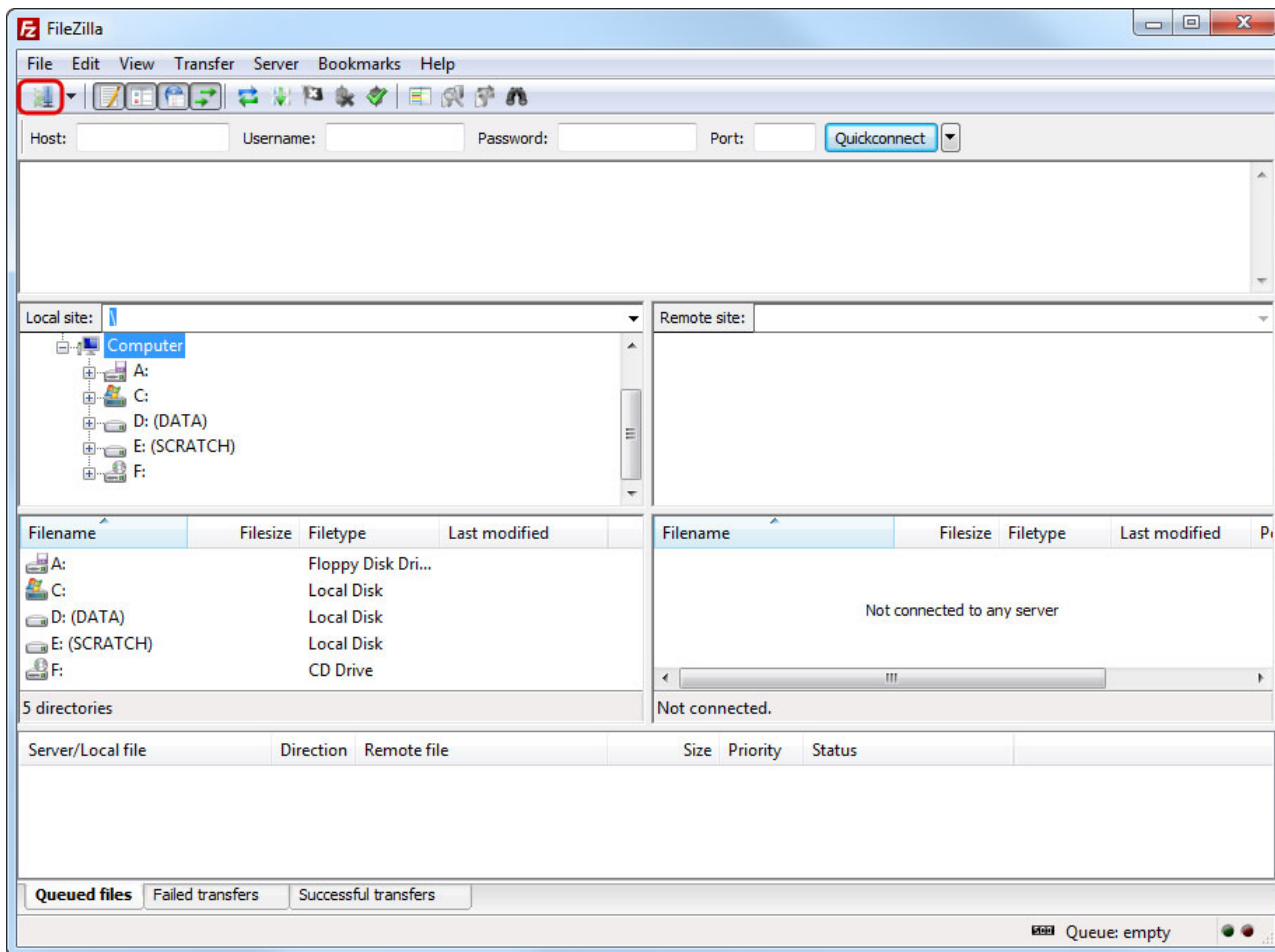 FileZilla
File Edit View Transfer Server Bookmarks Help
Host: Username: Password: Port: Quickconnect
Local site: \
Remote site:
Computer
A:
C:
D: (DATA)
E: (SCRATCH)
F:
Filename Filesize Filetype Last modified
A: Floppy Disk Dri...
C: Local Disk
D: (DATA) Local Disk
E: (SCRATCH) Local Disk
F: CD Drive
5 directories
Filename Filesize Filetype Last modified
Not connected to any server
Not connected.
Server/Local file Direction Remote file Size Priority Status
Queued files Failed transfers Successful transfers
Queue: empty